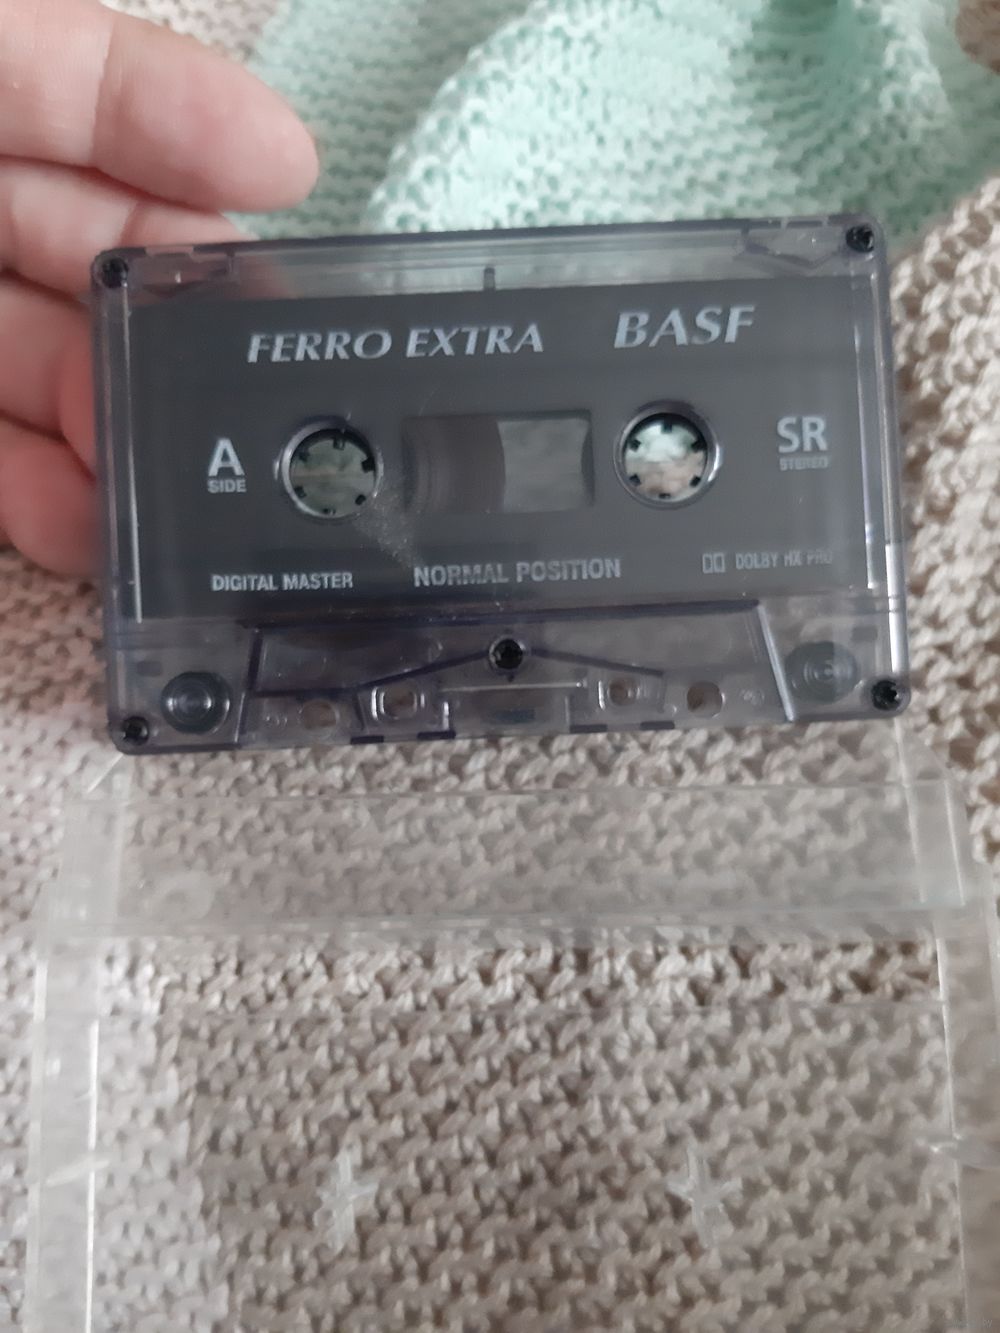 FERRO EXTRA BASF
A
SIDE
SR
STEREO
DIGITAL MASTER NORMAL POSITION DOLBY HX PRO